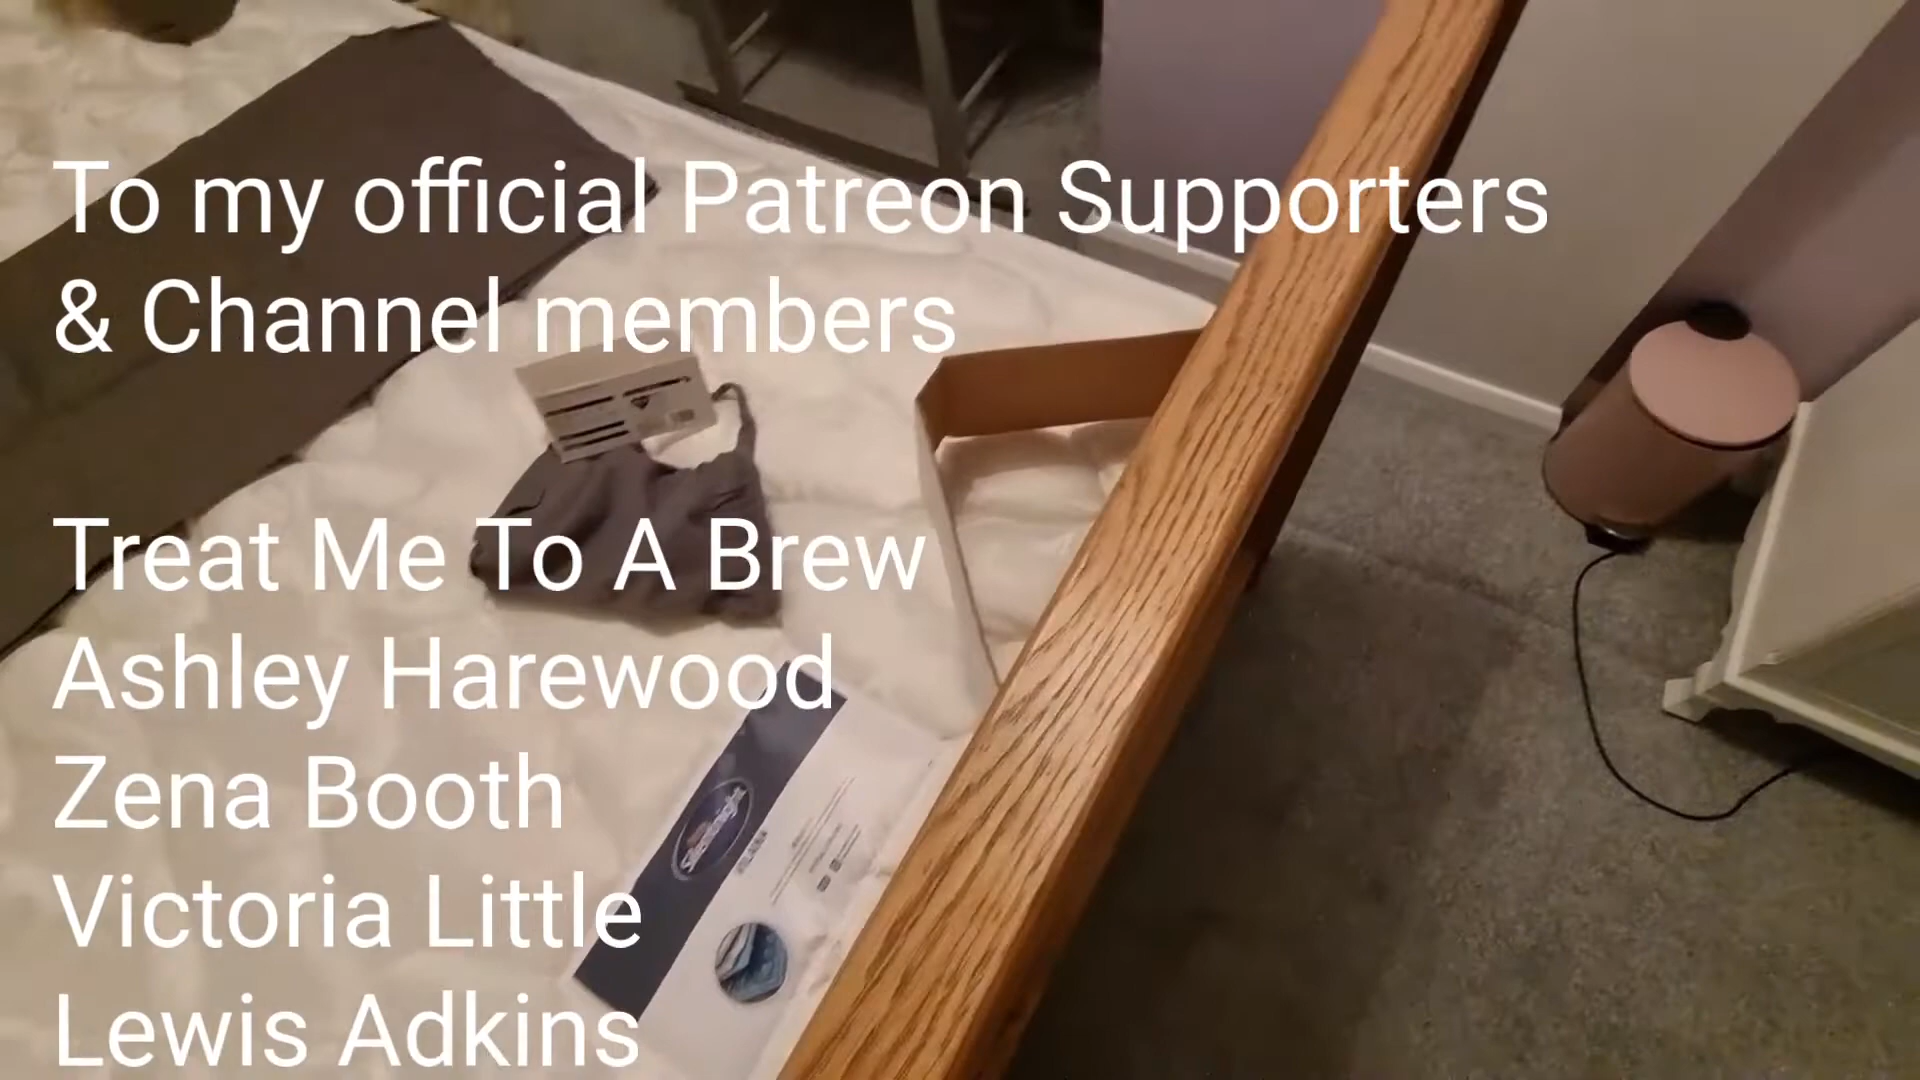 To my official Patreon Supporters
& Channel members
Treat Me To A Brew
Ashley Harewood
Zena Booth
Victoria Little
Lewis Adkins